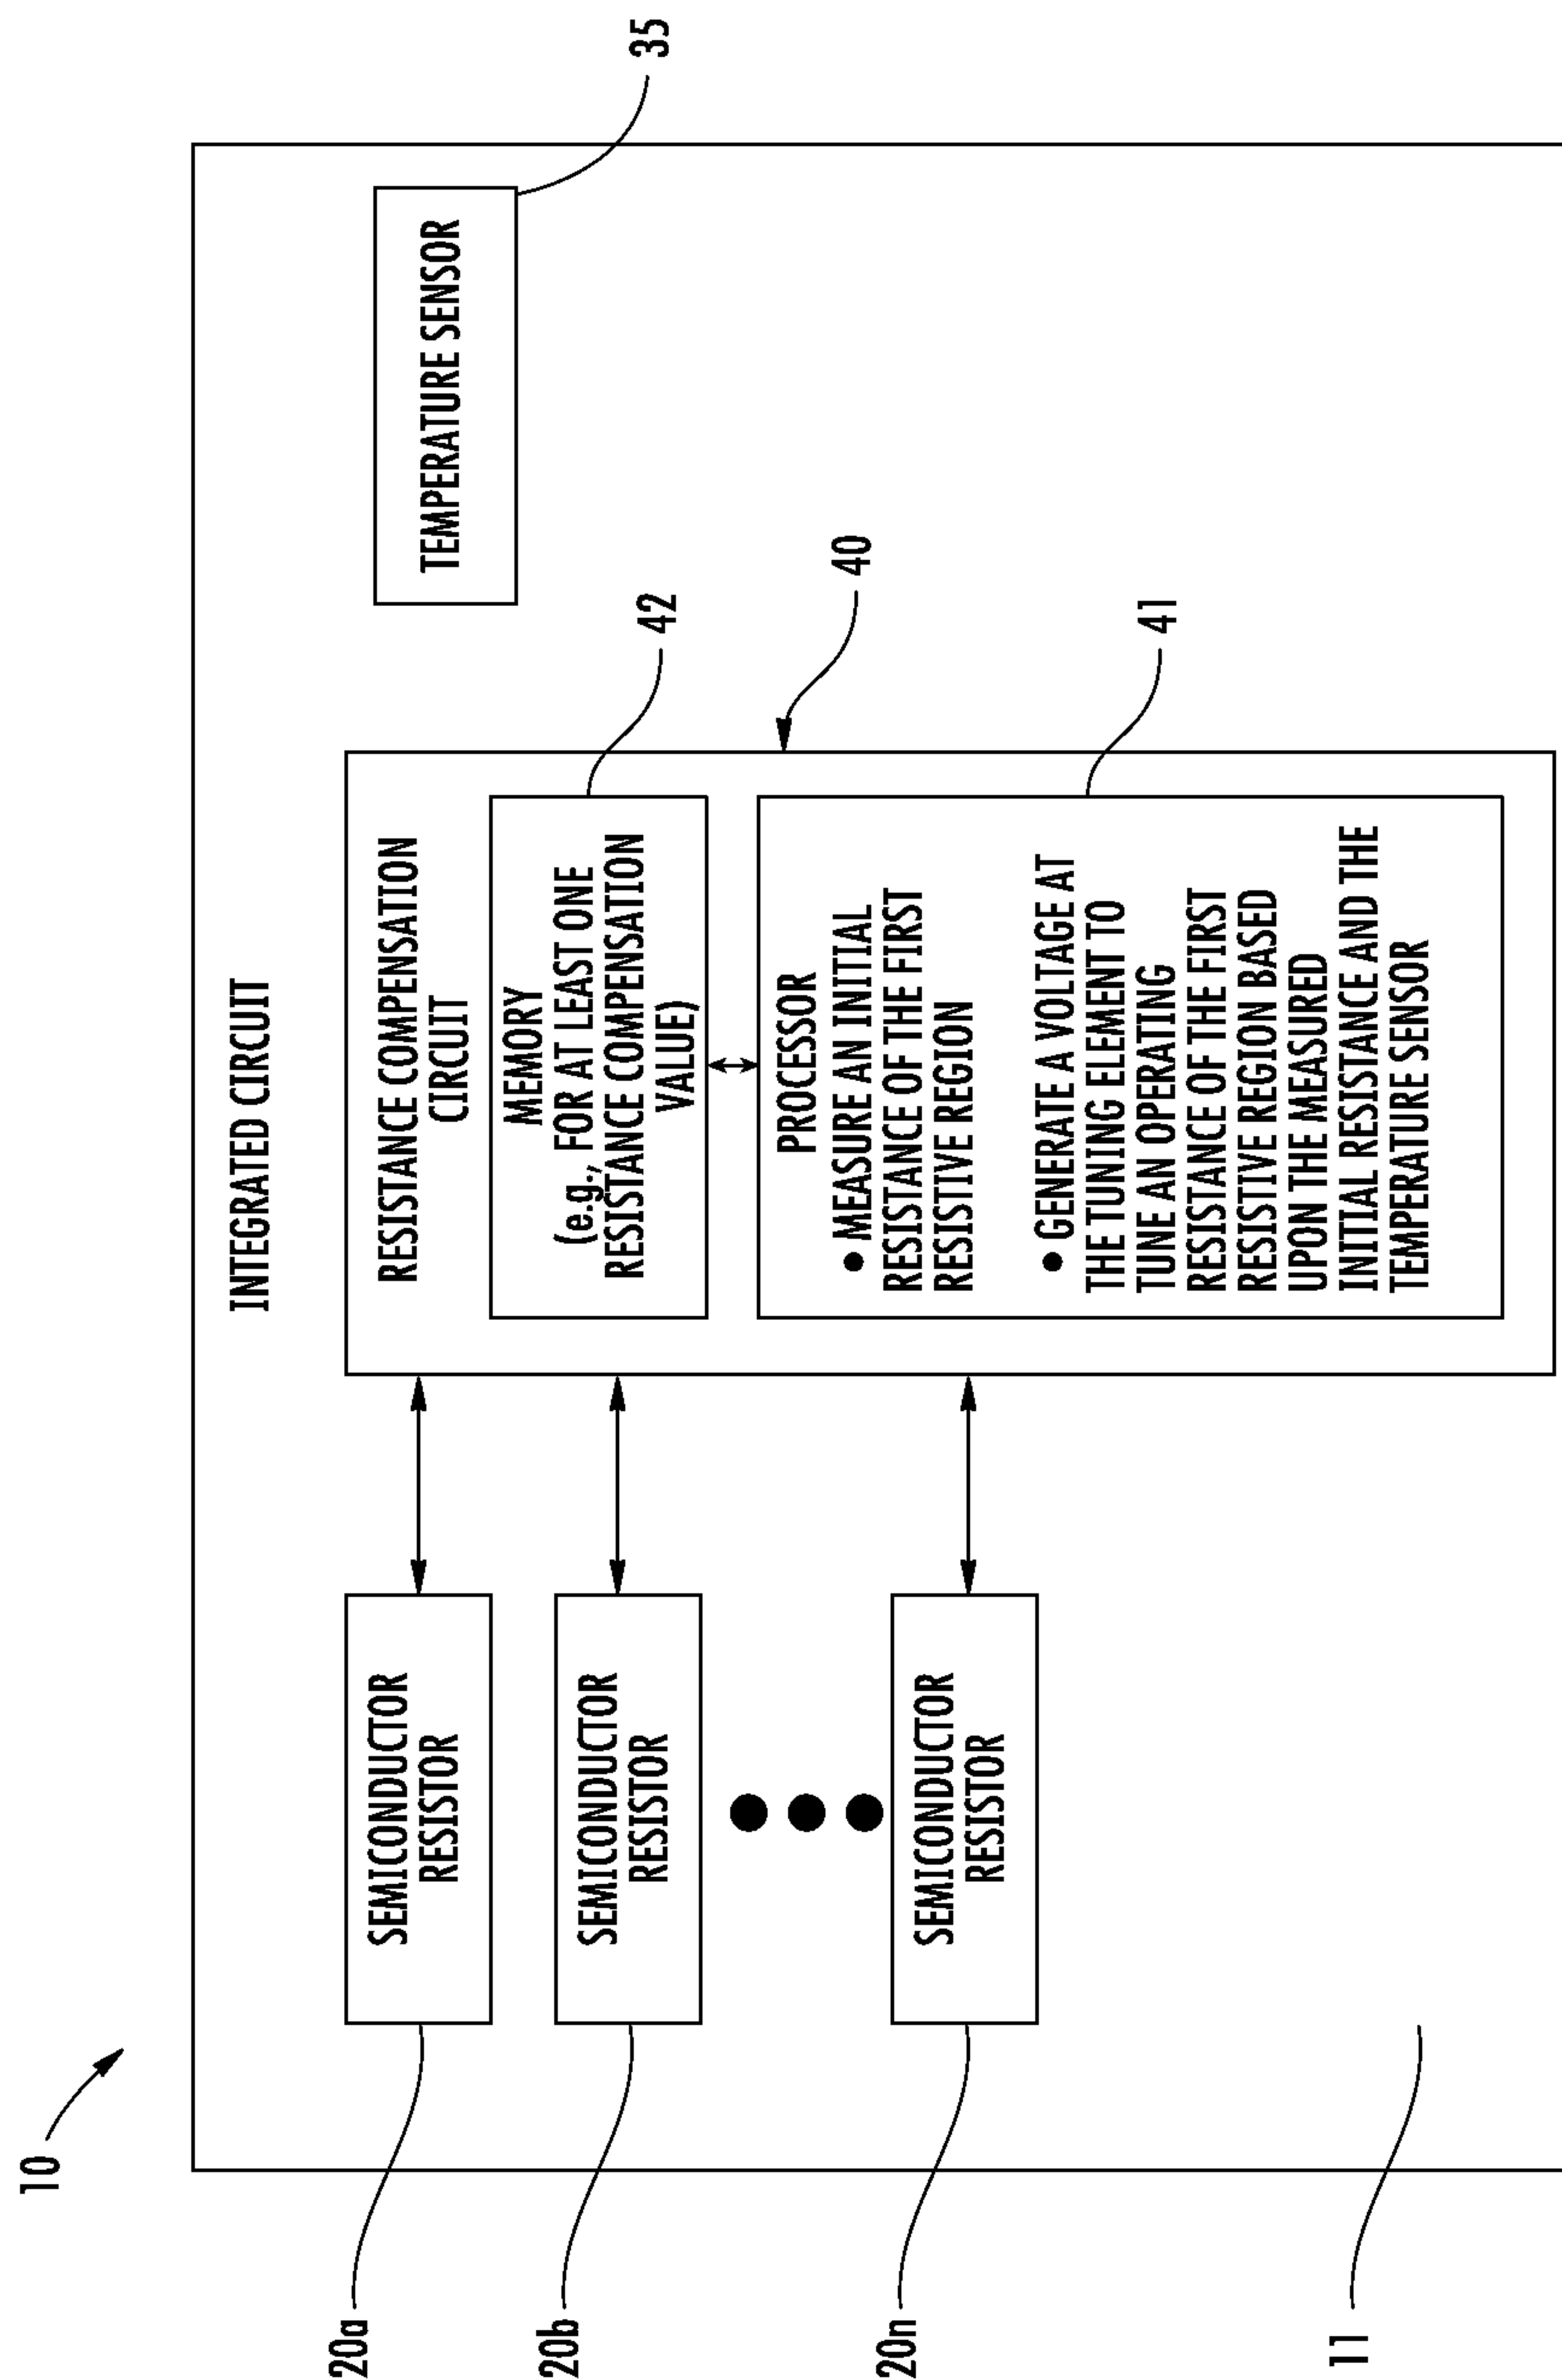 10
INTEGRATED CIRCUIT
20a
SEMICONDUCTOR
RESISTOR
20b
SEMICONDUCTOR
RESISTOR
20n
SEMICONDUCTOR
RESISTOR
11
RESISTANCE COMPENSATION
CIRCUIT
MEMORY
(e.g., FOR AT LEAST ONE
RESISTANCE COMPENSATION
VALUE)
PROCESSOR
● MEASURE AN INITIAL
RESISTANCE OF THE FIRST
RESISTIVE REGION
● GENERATE A VOLTAGE AT
THE TUNING ELEMENT TO
TUNE AN OPERATING
RESISTANCE OF THE FIRST
RESISTIVE REGION BASED
UPON THE MEASURED
INITIAL RESISTANCE AND THE
TEMPERATURE SENSOR
42
40
41
TEMPERATURE SENSOR
35